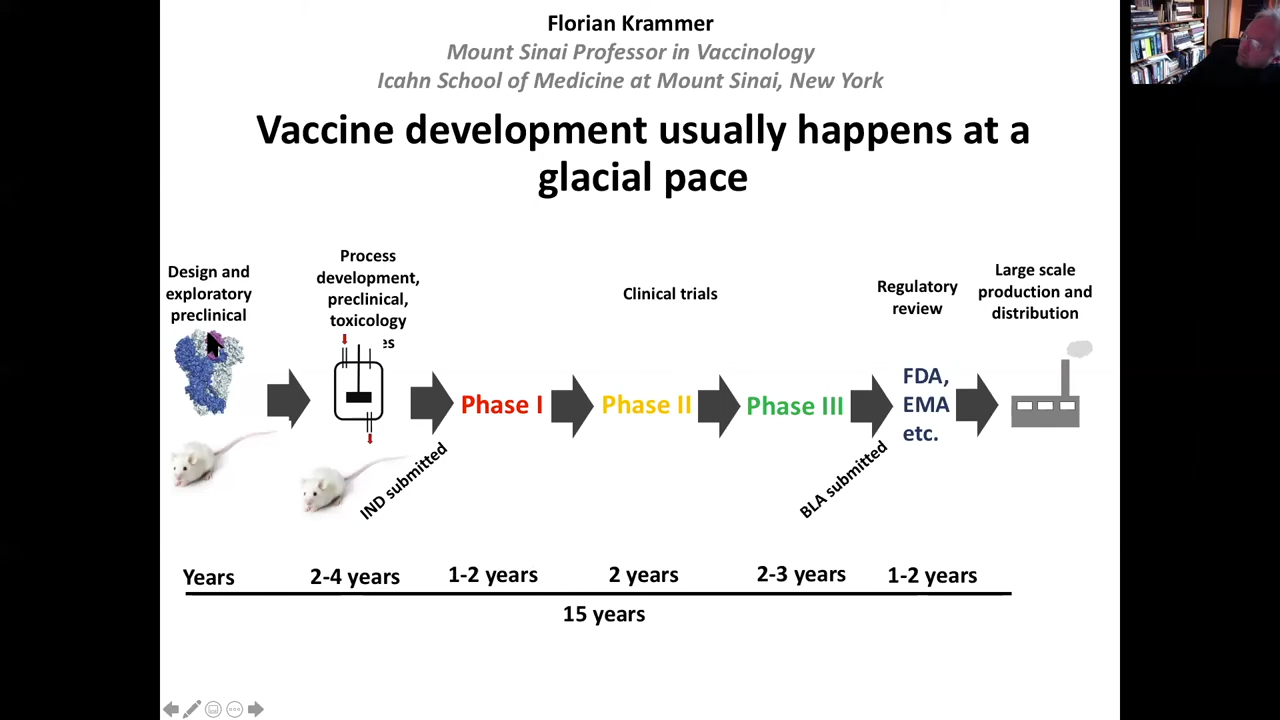 Florian Krammer
Mount Sinai Professor in Vaccinology
Icahn School of Medicine at Mount Sinai, New York
Vaccine development usually happens at a
glacial pace
Design and
exploratory
preclinical
Process
development,
preclinical,
toxicology
es
Clinical trials
Regulatory
review
Large scale
production and
distribution
Phase I
Phase II
Phase III
FDA,
EMA
etc.
IND submitted
BLA submitted
Years
2-4 years
1-2 years
2 years
2-3 years
1-2 years
15 years